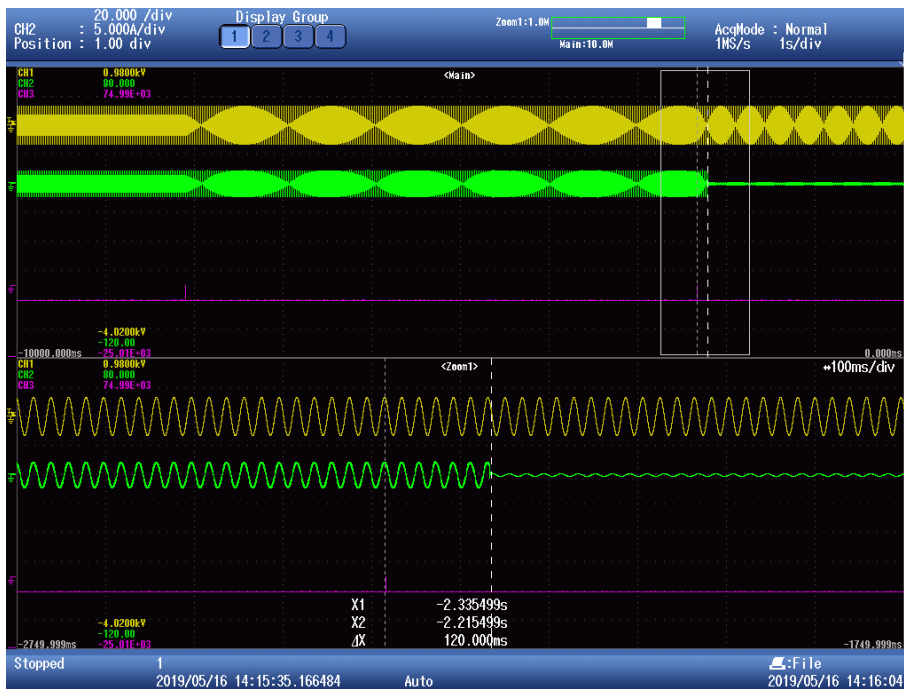 20.000 /div
CH2 : 5.000A/div
Position : 1.00 div
Display Group
1 2 3 4
Zoom1:1.0M
Main:10.0M
AcqMode : Normal
1MS/s 1s/div
CH1 0.9800kV
CH2 80.000
CH3 74.99E+03
<Main>
-4.0200kV
-120.00
-10000.000ms -25.01E+03 0.000ms
CH1 0.9800kV
CH2 80.000
CH3 74.99E+03
<Zoom1>
↔100ms/div
X1 -2.335499s
X2 -2.215499s
ΔX 120.000ms
-4.0200kV
-120.00
-2749.999ms -25.01E+03 -1749.999ms
Stopped 1
2019/05/16 14:15:35.166484 Auto
:File
2019/05/16 14:16:04